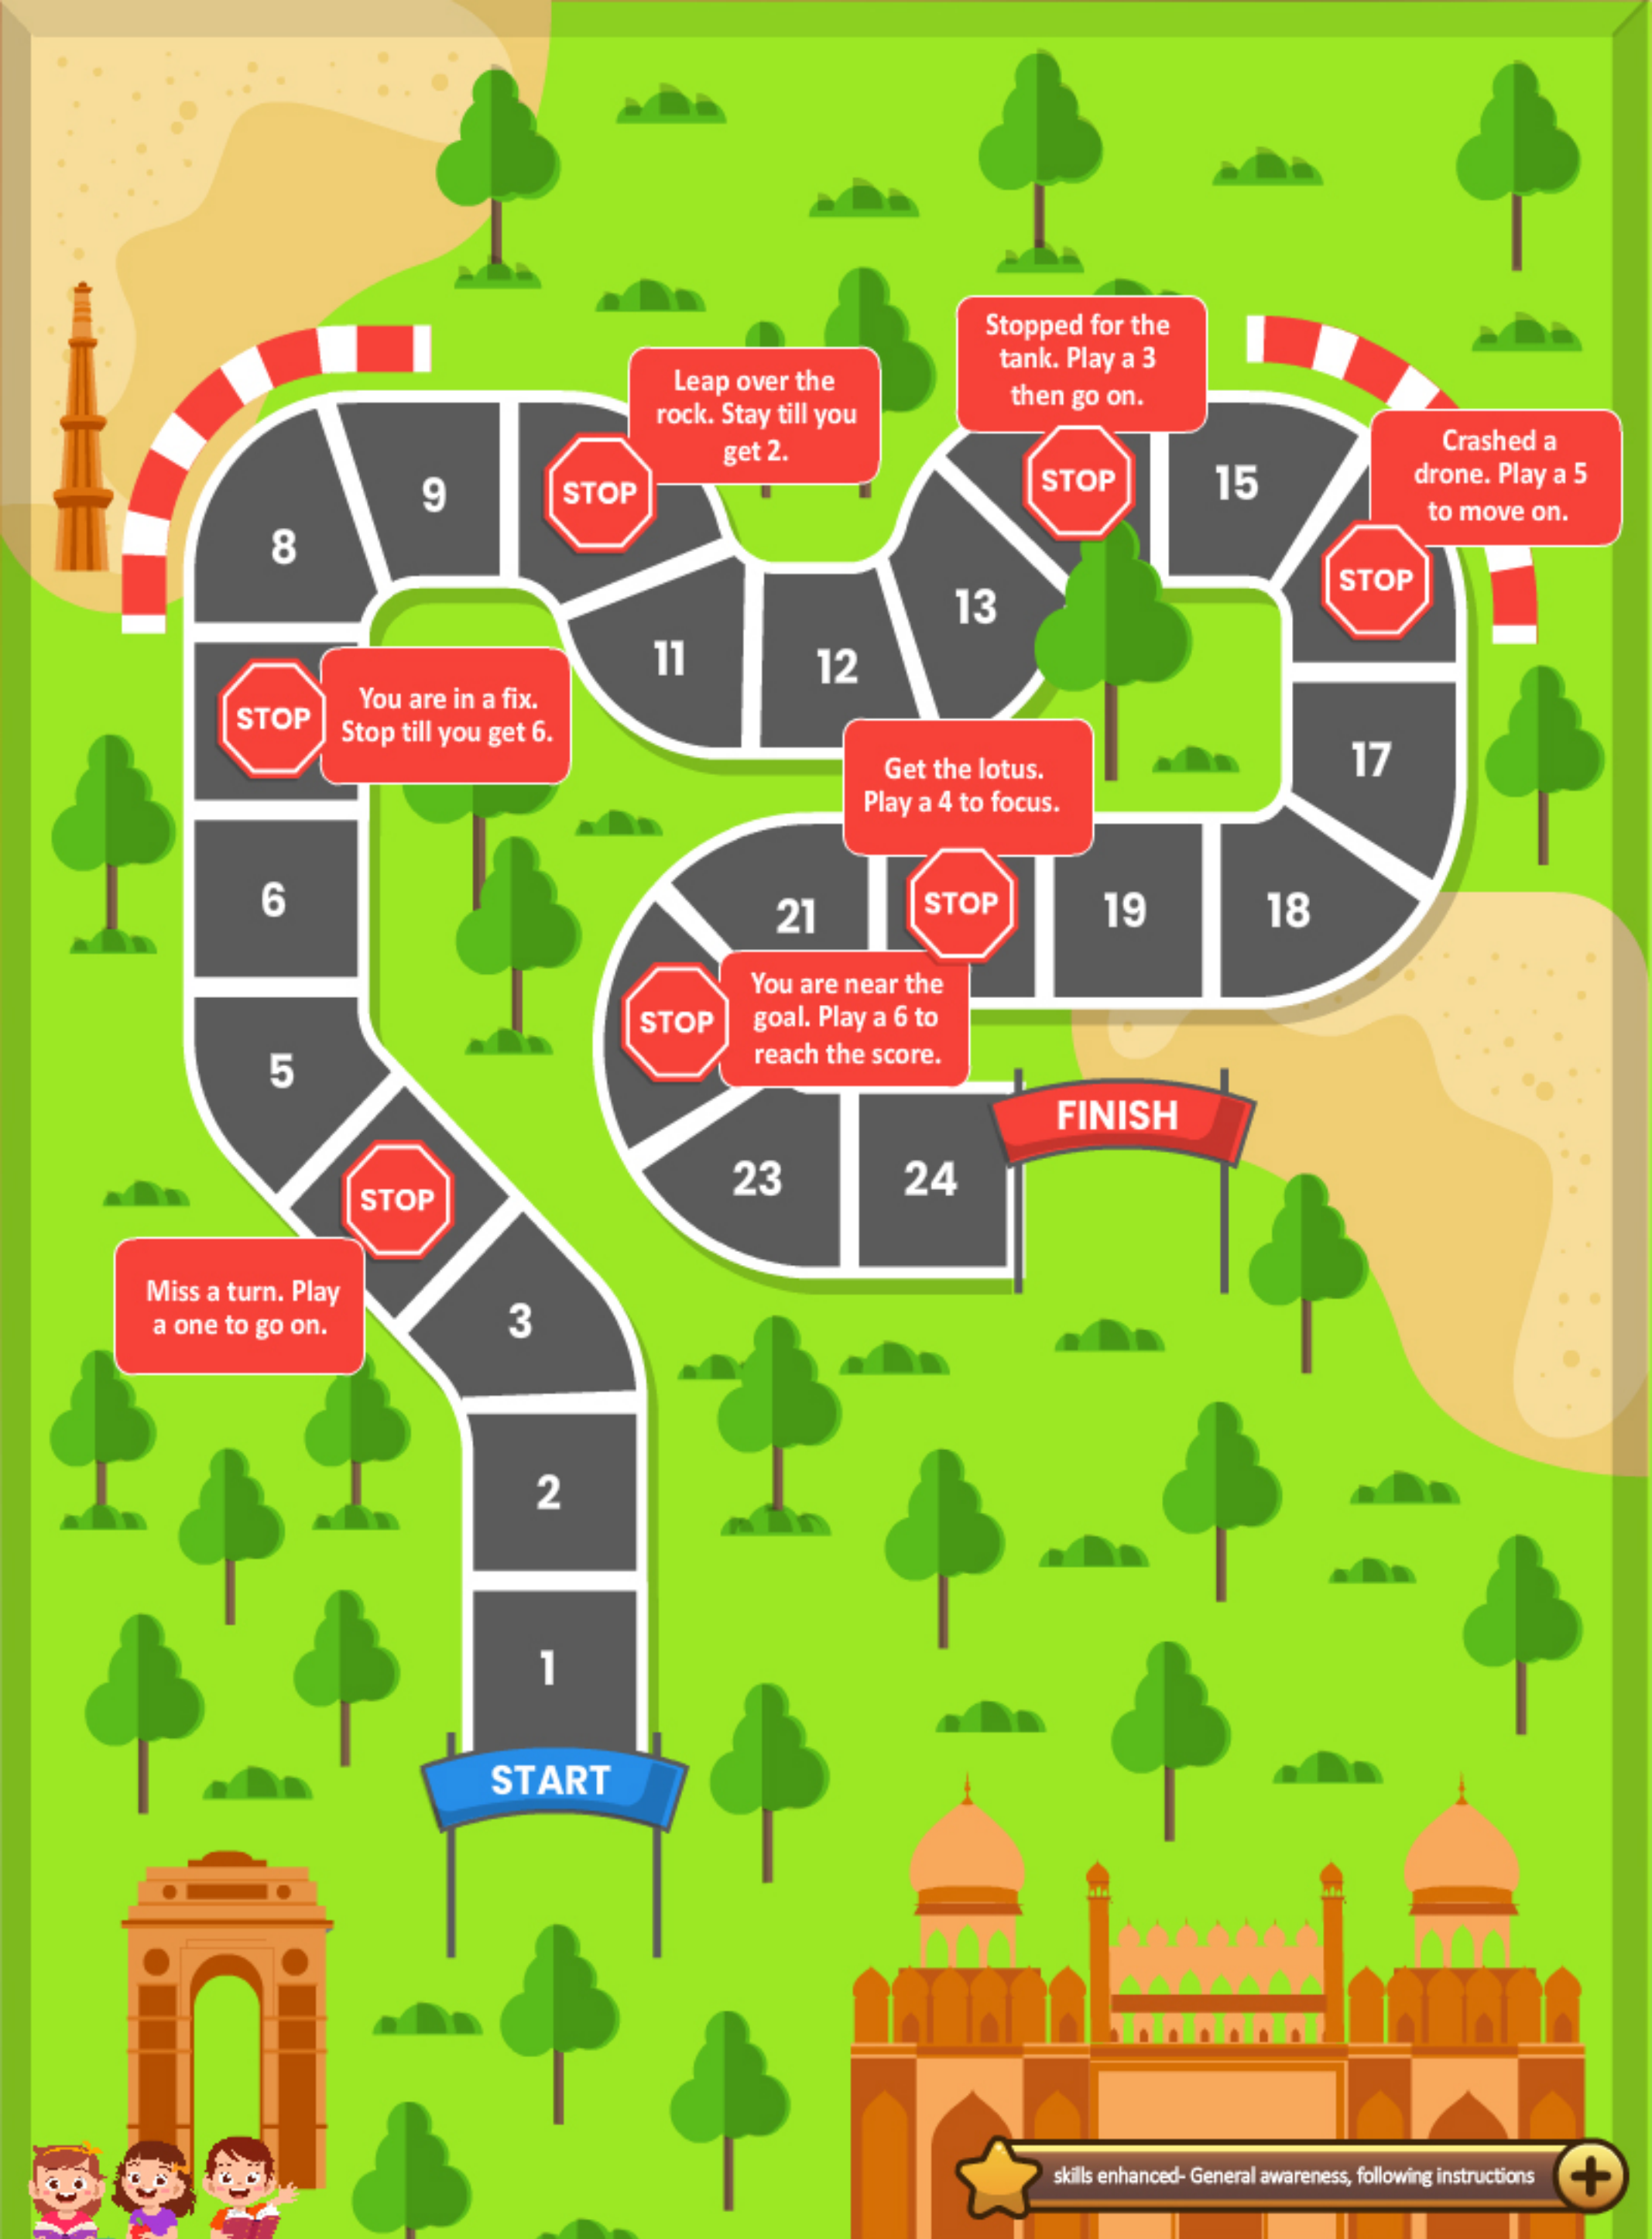 Stopped for the
tank. Play a 3
then go on.
Leap over the
rock. Stay till you
get 2.
Crashed a
drone. Play a 5
to move on.
9
STOP
STOP
15
STOP
8
13
11
12
17
STOP
You are in a fix.
Stop till you get 6.
Get the lotus.
Play a 4 to focus.
6
21
STOP
19
18
You are near the
goal. Play a 6 to
reach the score.
STOP
5
FINISH
23
24
STOP
Miss a turn. Play
a one to go on.
3
2
1
START
skills enhanced- General awareness, following instructions